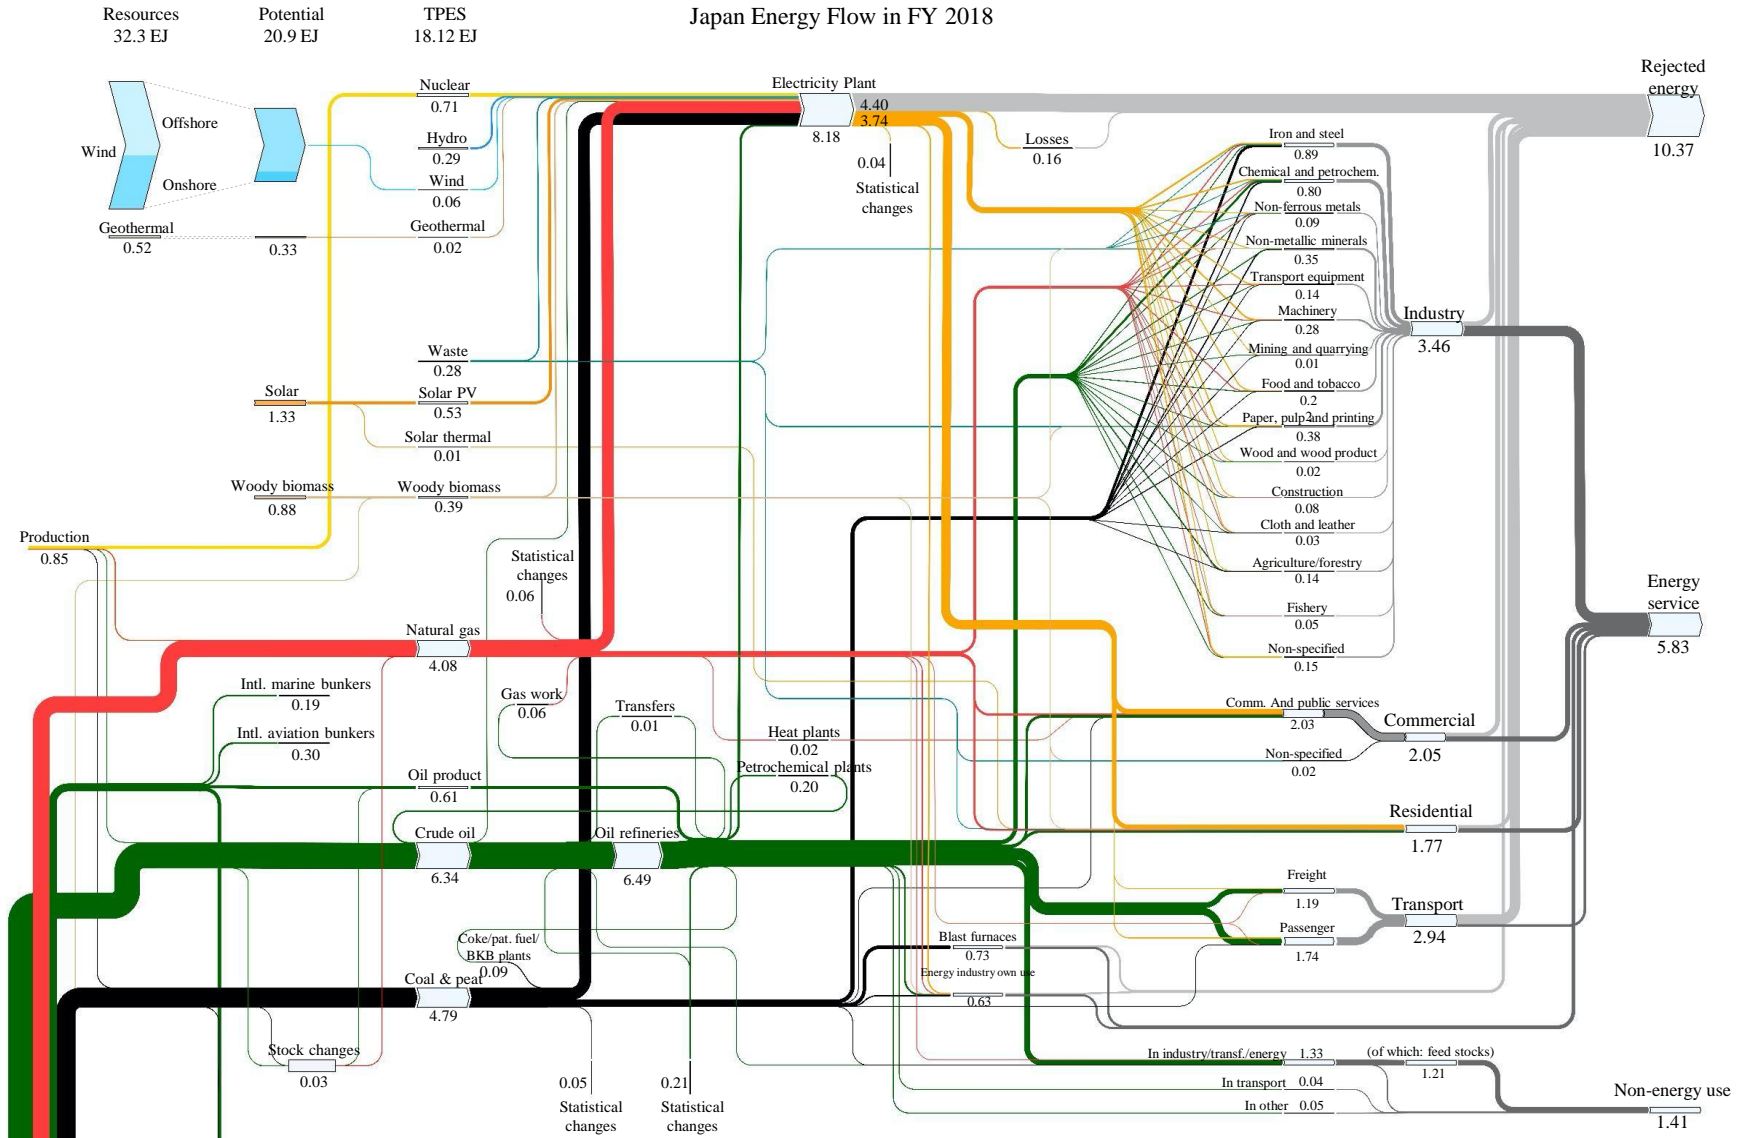 Japan Energy Flow in FY 2018
Resources
32.3 EJ
Potential
20.9 EJ
TPES
18.12 EJ
Wind
Offshore
Onshore
Geothermal
0.52
0.33
Solar
1.33
Woody biomass
0.88
Production
0.85
Nuclear
0.71
Hydro
0.29
Wind
0.06
Geothermal
0.02
Waste
0.28
Solar PV
0.53
Solar thermal
0.01
Woody biomass
0.39
Statistical
changes
0.06
Natural gas
4.08
Intl. marine bunkers
0.19
Intl. aviation bunkers
0.30
Gas work
0.06
Transfers
0.01
Heat plants
0.02
Petrochemical plants
0.20
Oil product
0.61
Crude oil
6.34
Oil refineries
6.49
Coke/pat. fuel/
BKB plants
0.09
Coal & peat
4.79
Stock changes
0.03
0.05
Statistical
changes
0.21
Statistical
changes
Electricity Plant
4.40
3.74
8.18
0.04
Statistical
changes
Losses
0.16
Iron and steel
0.89
Chemical and petrochem.
0.80
Non-ferrous metals
0.09
Non-metallic minerals
0.35
Transport equipment
0.14
Machinery
0.28
Mining and quarrying
0.01
Food and tobacco
0.2
2
Paper, pulp and printing
0.38
Wood and wood product
0.02
Construction
0.08
Cloth and leather
0.03
Agriculture/forestry
0.14
Fishery
0.05
Non-specified
0.15
Comm. And public services
2.03
Non-specified
0.02
Freight
1.19
Passenger
1.74
Blast furnaces
0.73
Energy industry own use
0.63
In industry/transf./energy 1.33
In transport 0.04
In other 0.05
(of which: feed stocks)
1.21
Industry
3.46
Commercial
2.05
Residential
1.77
Transport
2.94
Rejected
energy
10.37
Energy
service
5.83
Non-energy use
1.41